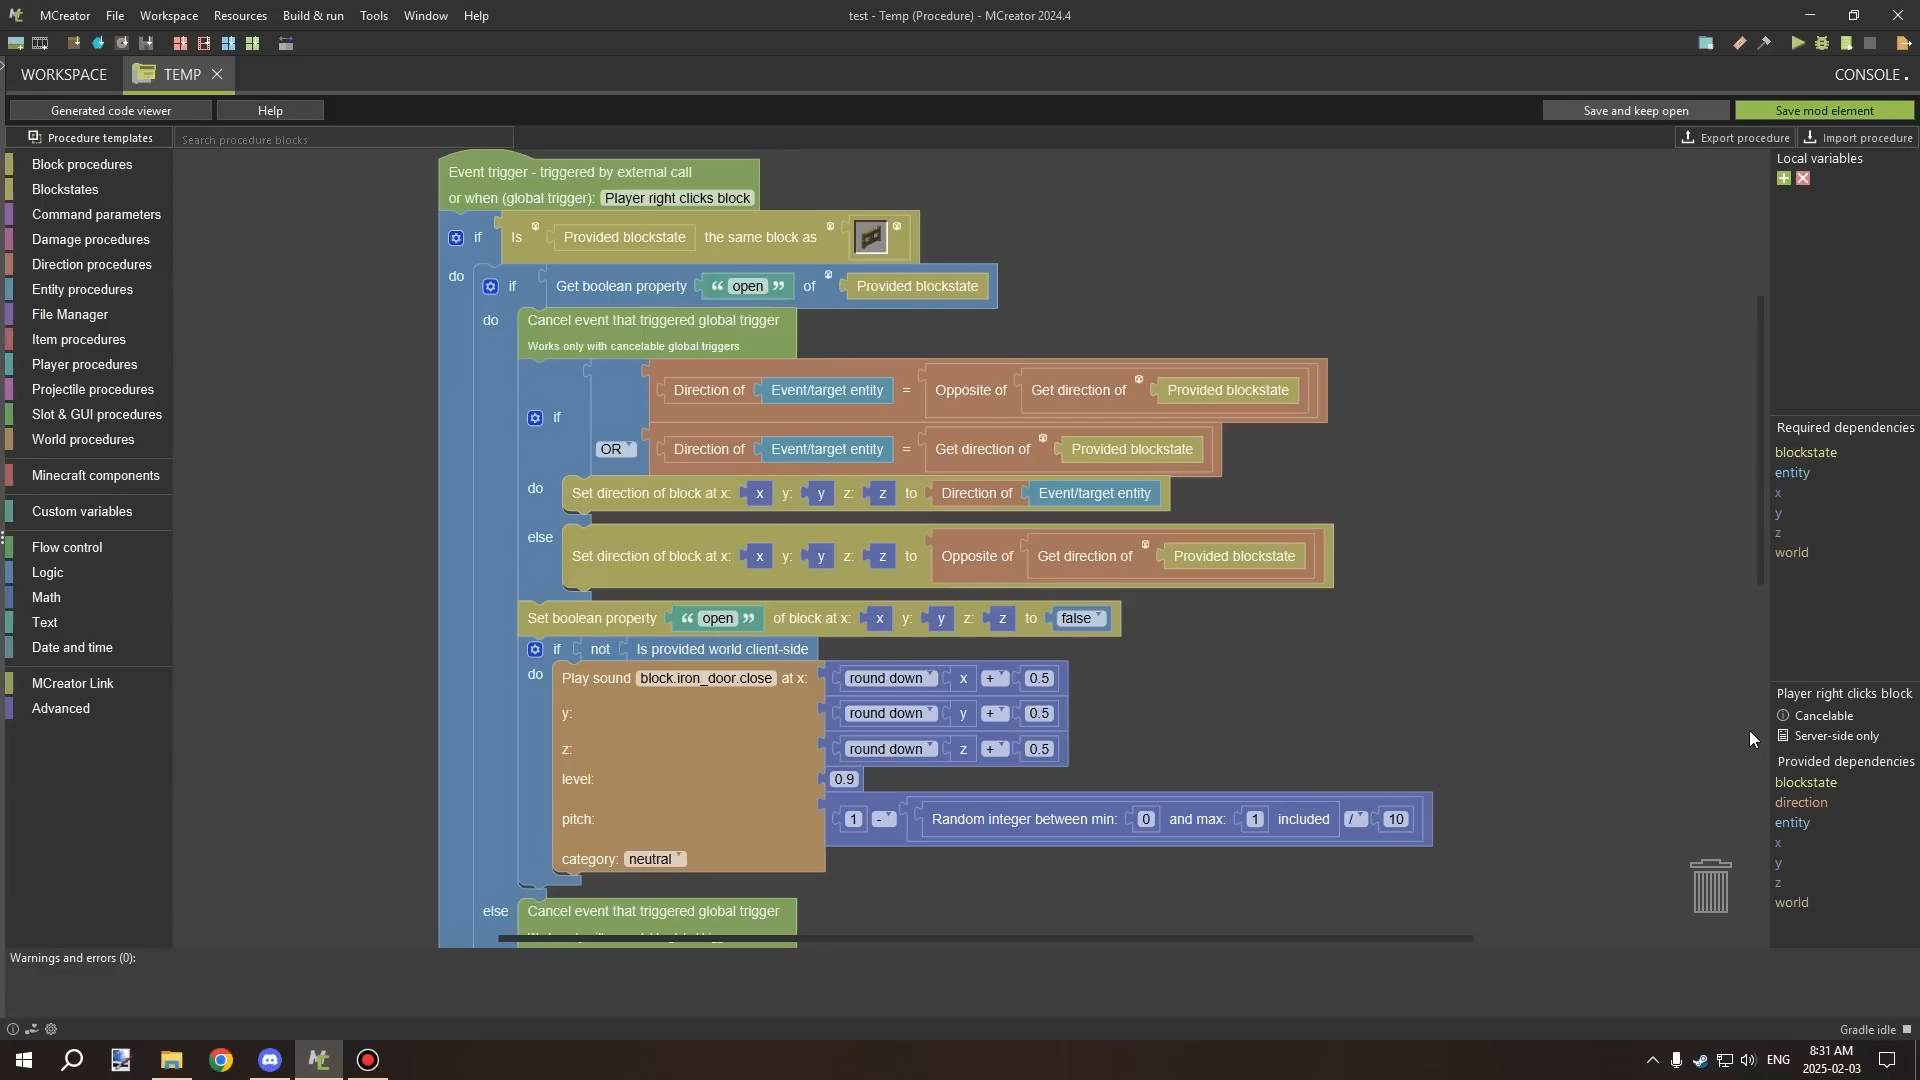 MCreator File Workspace Resources Build & run Tools Window Help
test - Temp (Procedure) - MCreator 2024.4
WORKSPACE
TEMP
CONSOLE
Generated code viewer
Help
Save and keep open
Save mod element
Procedure templates
Search procedure blocks
Export procedure
Import procedure
Block procedures
Blockstates
Command parameters
Damage procedures
Direction procedures
Entity procedures
File Manager
Item procedures
Player procedures
Projectile procedures
Slot & GUI procedures
World procedures
Minecraft components
Custom variables
Flow control
Logic
Math
Text
Date and time
MCreator Link
Advanced
Event trigger - triggered by external call
or when (global trigger): Player right clicks block
if Is Provided blockstate the same block as
do if Get boolean property “ open ” of Provided blockstate
do Cancel event that triggered global trigger
Works only with cancelable global triggers
Direction of Event/target entity = Opposite of Get direction of Provided blockstate
if
OR Direction of Event/target entity = Get direction of Provided blockstate
do Set direction of block at x: x y: y z: z to Direction of Event/target entity
else Set direction of block at x: x y: y z: z to Opposite of Get direction of Provided blockstate
Set boolean property “ open ” of block at x: x y: y z: z to false
if not Is provided world client-side
do Play sound block.iron_door.close at x: round down x + 0.5
y: round down y + 0.5
z: round down z + 0.5
level: 0.9
pitch: 1 - Random integer between min: 0 and max: 1 included / 10
category: neutral
else Cancel event that triggered global trigger
Local variables
Required dependencies
blockstate
entity
x
y
z
world
Player right clicks block
Cancelable
Server-side only
Provided dependencies
blockstate
direction
entity
x
y
z
world
Warnings and errors (0):
Gradle idle
ENG
8:31 AM
2025-02-03